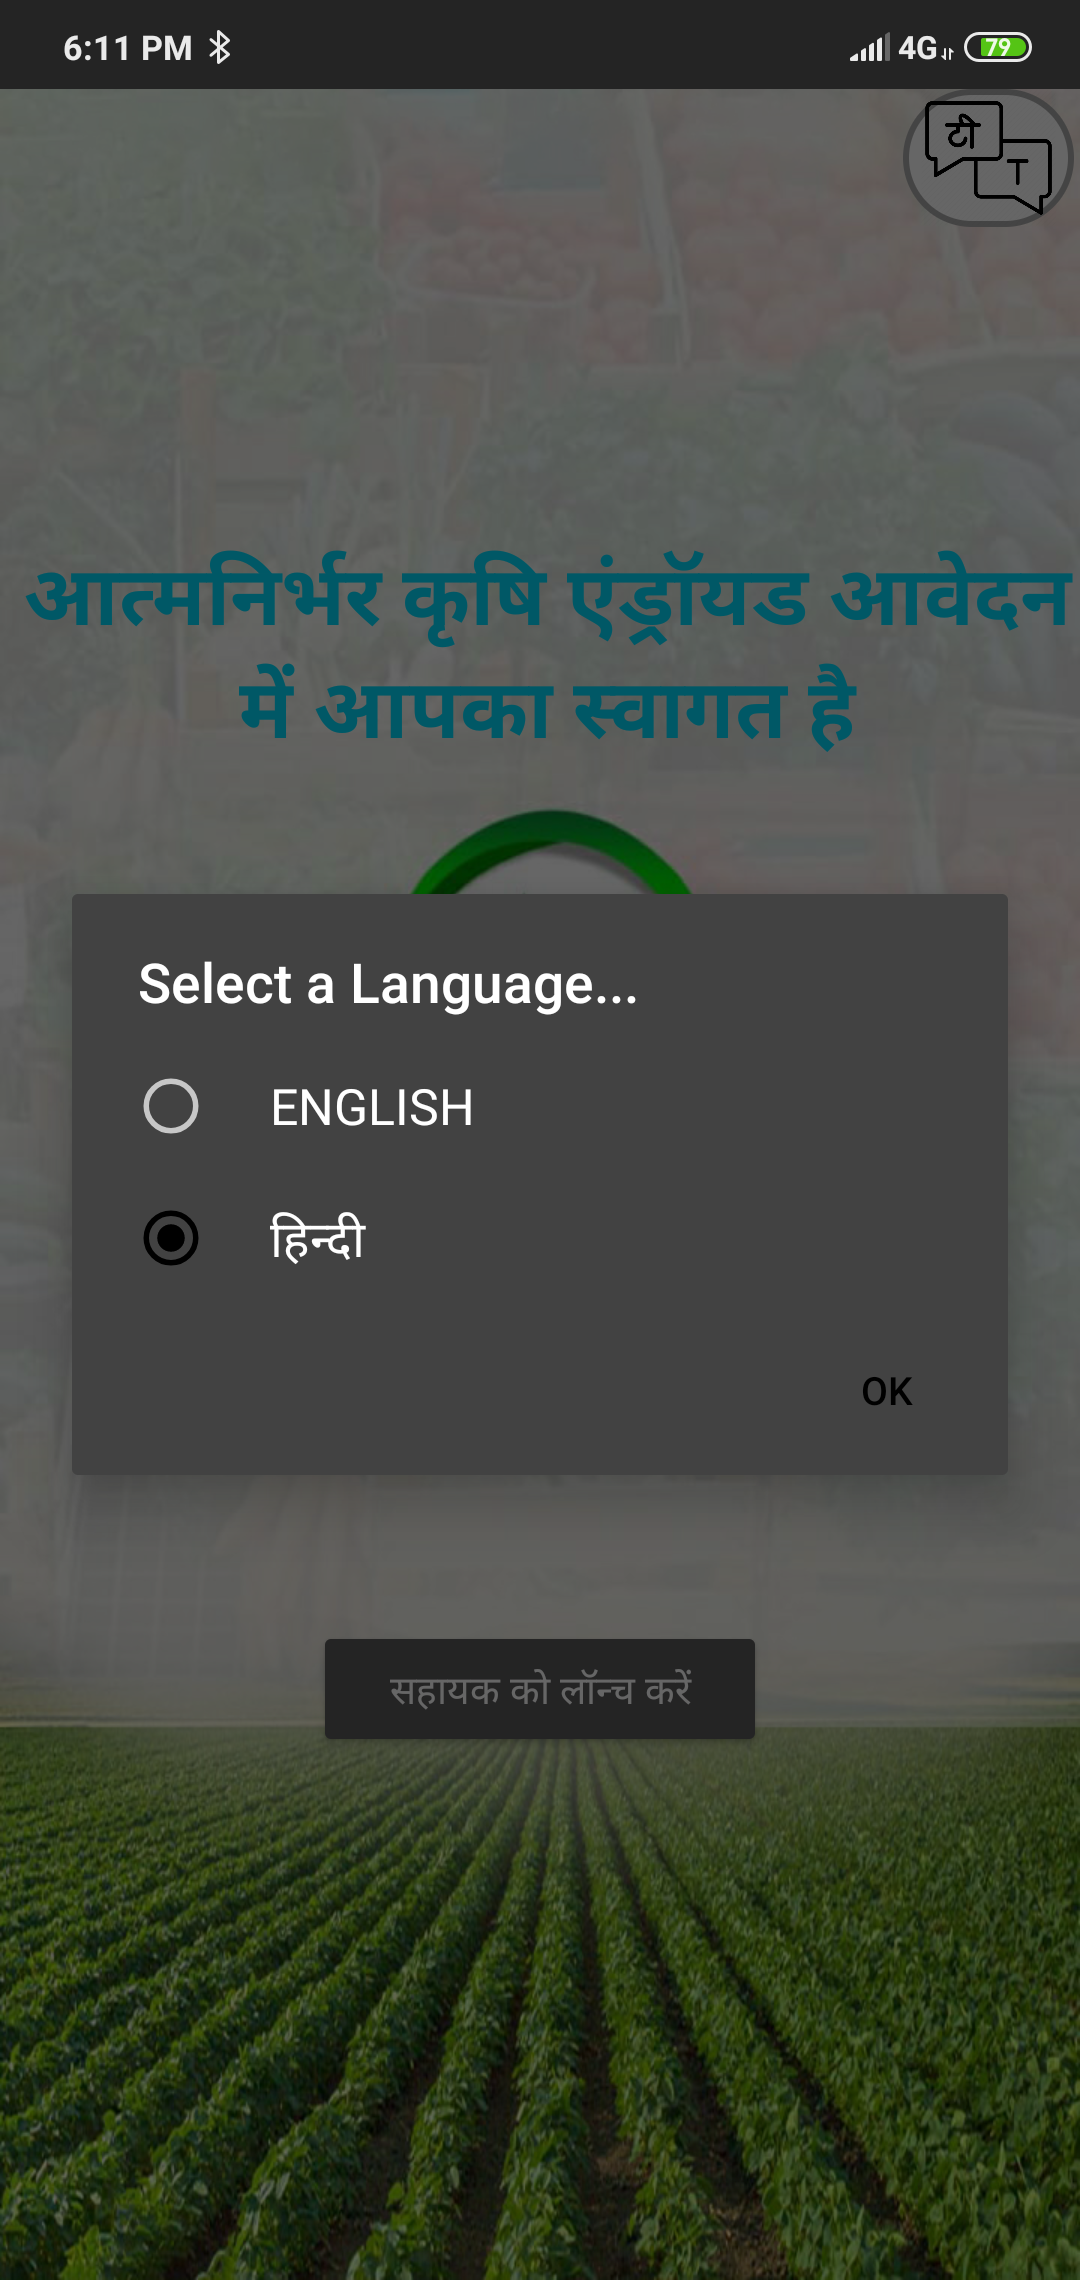 6:11 PM
4G
79
टी
T
आत्मनिर्भर कृषि एंड्रॉयड आवेदन
में आपका स्वागत है
Select a Language...
ENGLISH
हिन्दी
OK
सहायक को लॉन्च करें